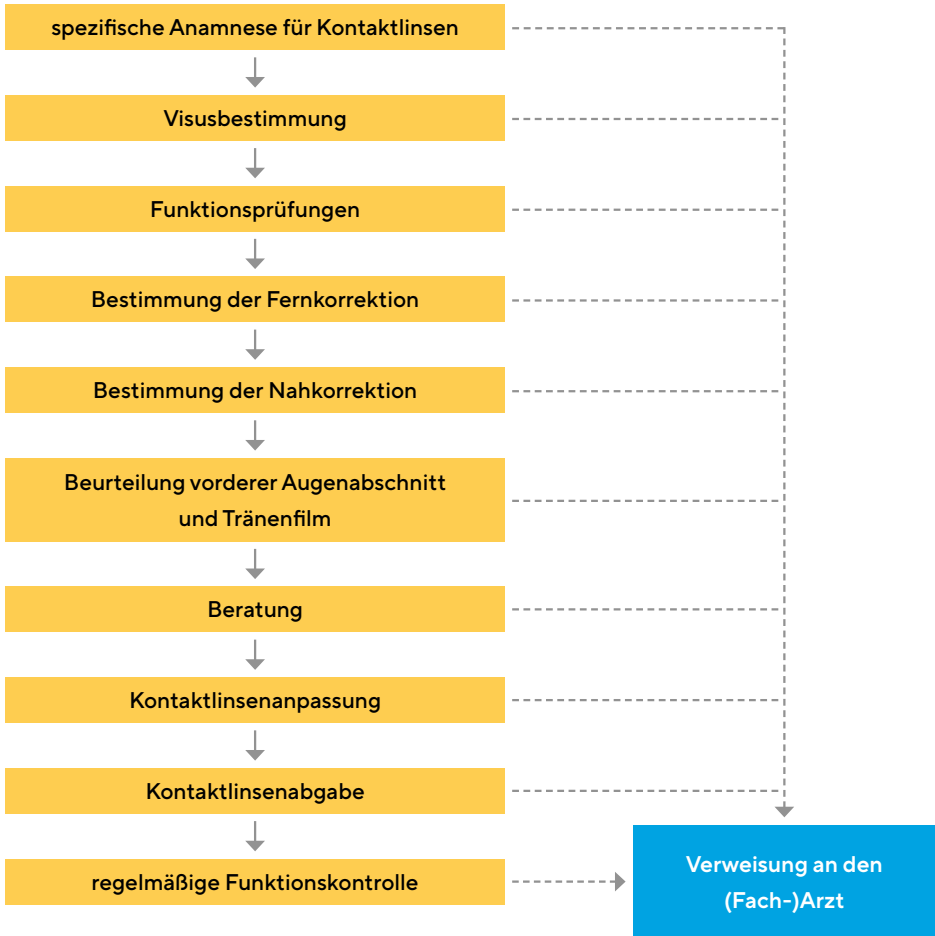 spezifische Anamnese für Kontaktlinsen
Visusbestimmung
Funktionsprüfungen
Bestimmung der Fernkorrektion
Bestimmung der Nahkorrektion
Beurteilung vorderer Augenabschnitt
und Tränenfilm
Beratung
Kontaktlinsenanpassung
Kontaktlinsenabgabe
regelmäßige Funktionskontrolle
Verweisung an den
(Fach-)Arzt